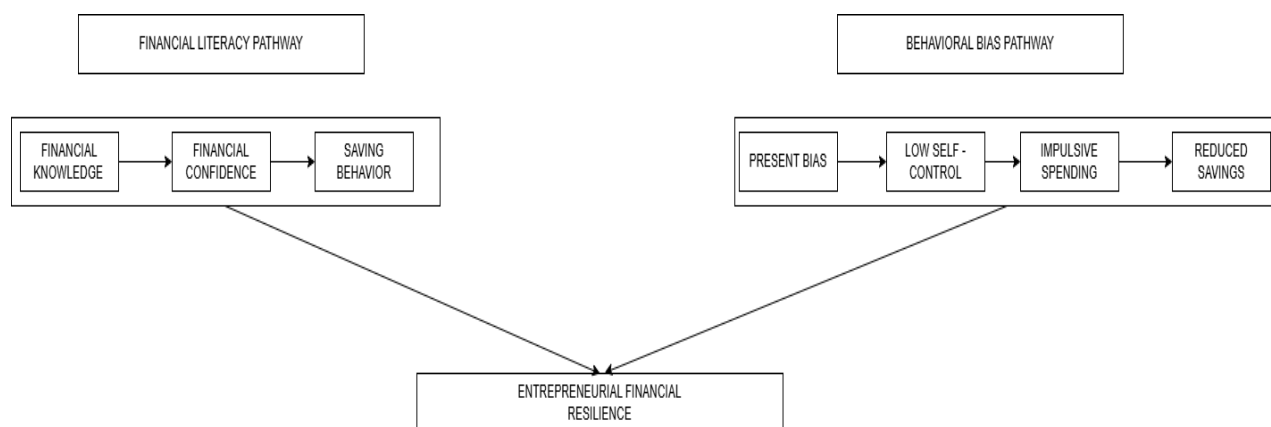 FINANCIAL LITERACY PATHWAY
BEHAVIORAL BIAS PATHWAY
FINANCIAL
KNOWLEDGE
FINANCIAL
CONFIDENCE
SAVING
BEHAVIOR
PRESENT BIAS
LOW SELF -
CONTROL
IMPULSIVE
SPENDING
REDUCED
SAVINGS
ENTREPRENEURIAL FINANCIAL
RESILIENCE